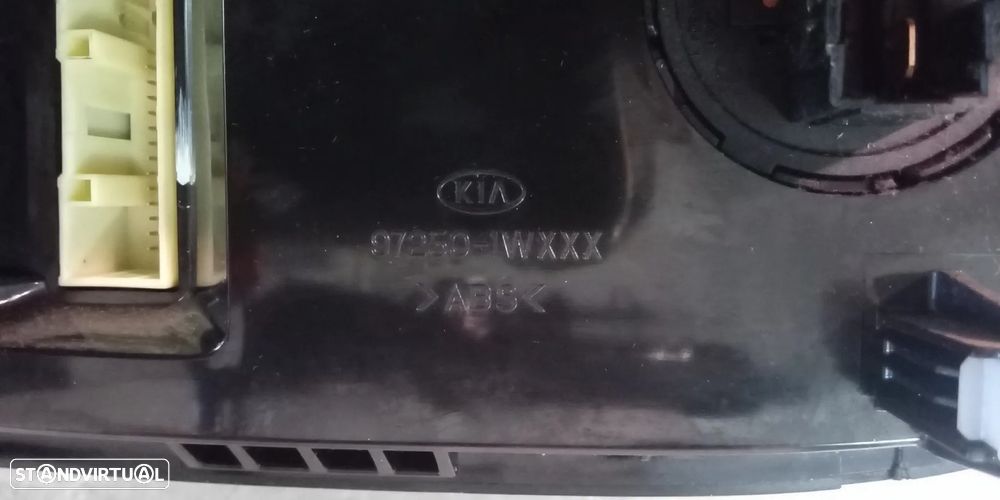 KIA
97250-1WXXX
>ABS<
STANDVIRTUAL